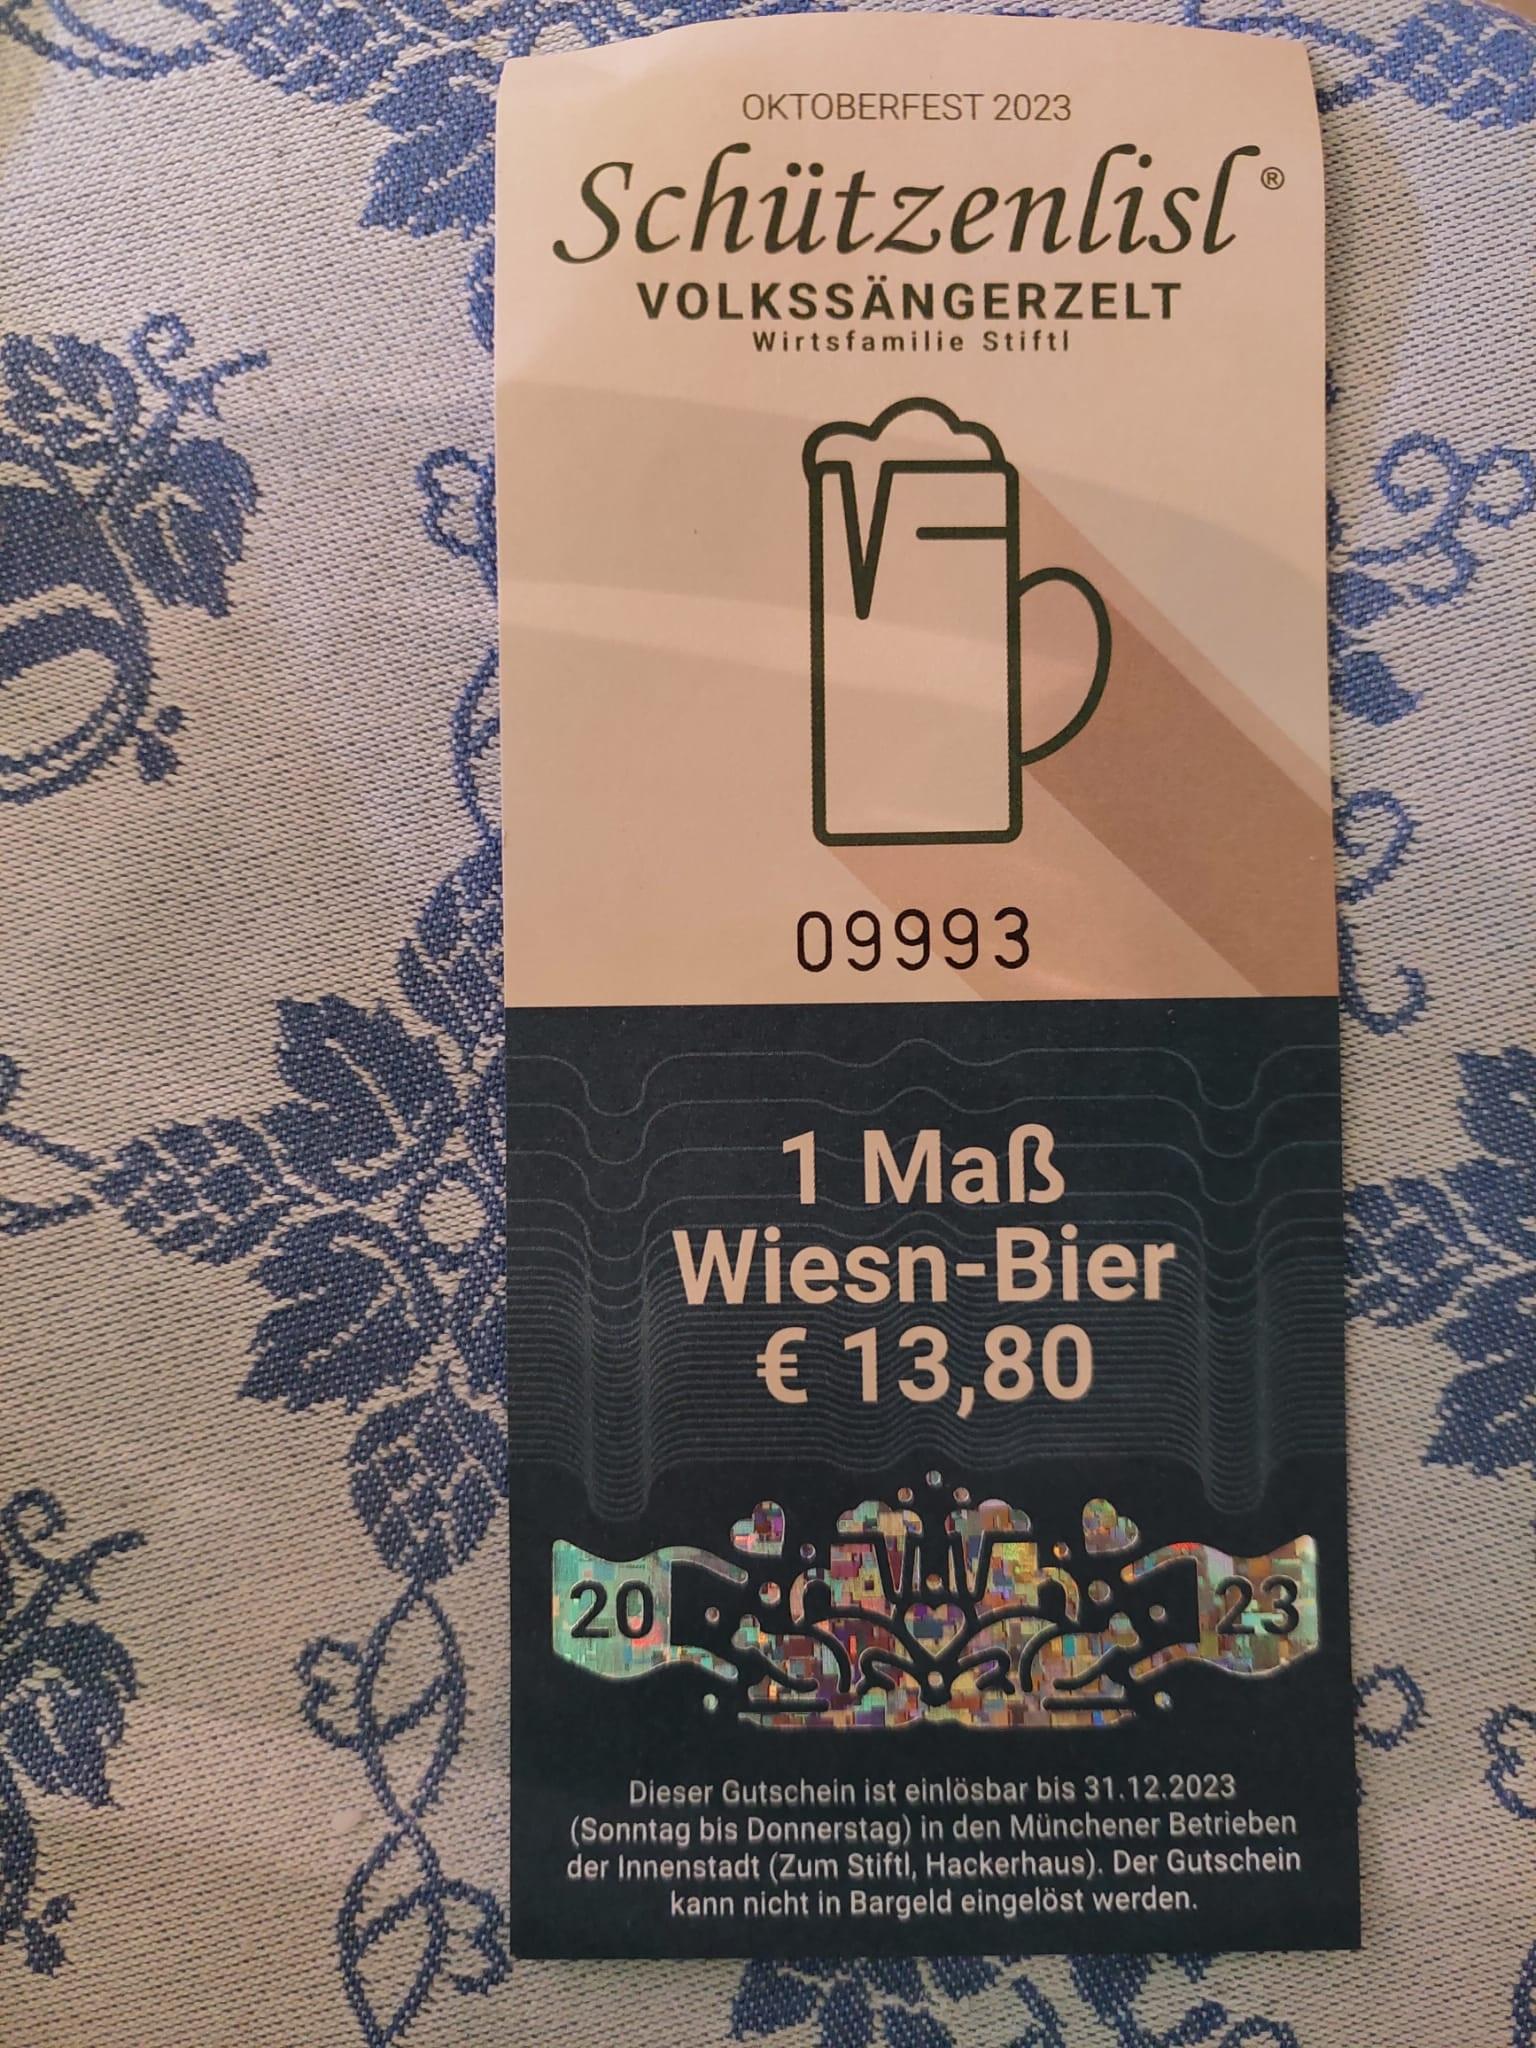 OKTOBERFEST 2023
Schützenlisl®
VOLKSSÄNGERZELT
Wirtsfamilie Stiftl
09993
1 Maß
Wiesn-Bier
€ 13,80
20 23
Dieser Gutschein ist einlösbar bis 31.12.2023
(Sonntag bis Donnerstag) in den Münchener Betrieben
der Innenstadt (Zum Stiftl, Hackerhaus). Der Gutschein
kann nicht in Bargeld eingelöst werden.